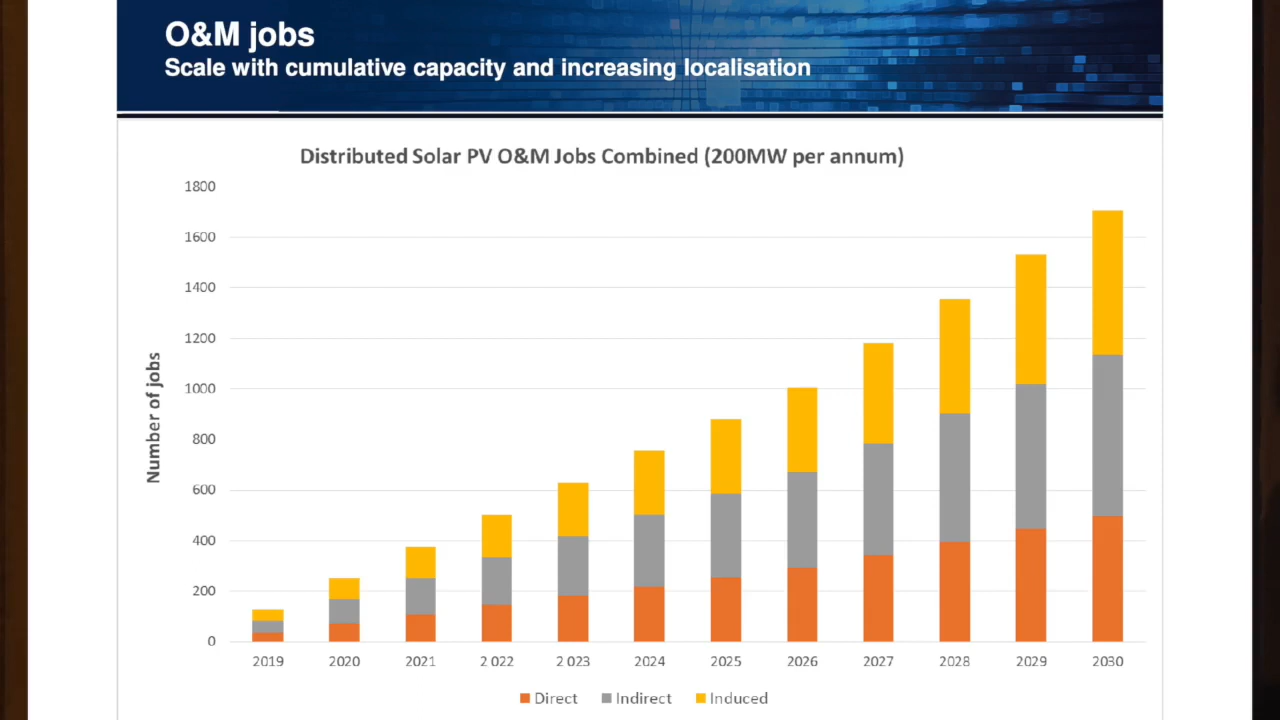 O&M jobs
Scale with cumulative capacity and increasing localisation
Distributed Solar PV O&M Jobs Combined (200MW per annum)
1800
1600
1400
1200
1000
800
600
400
200
0
Number of jobs
2019 2020 2021 2 022 2 023 2024 2025 2026 2027 2028 2029 2030
Direct Indirect Induced